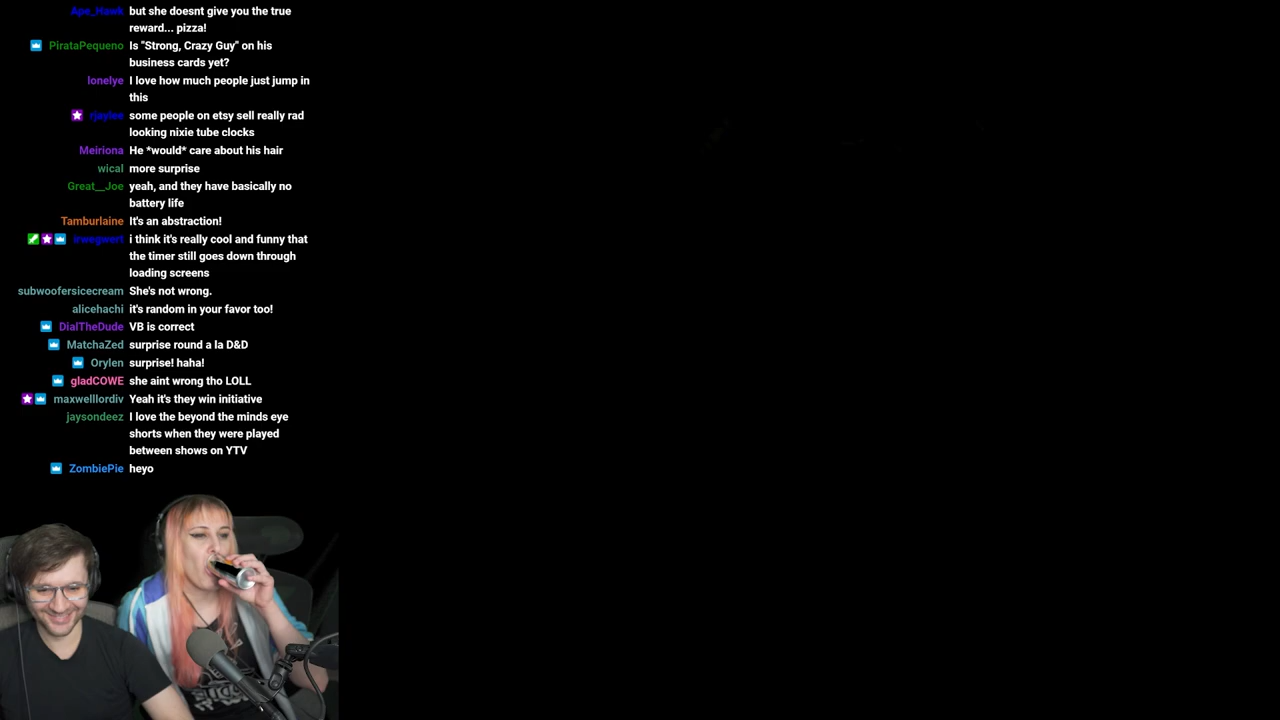 Ape_Hawk but she doesnt give you the true
reward... pizza!
PirataPequeno Is "Strong, Crazy Guy" on his
business cards yet?
lonelye I love how much people just jump in
this
rjaylee some people on etsy sell really rad
looking nixie tube clocks
Meiriona He *would* care about his hair
wical more surprise
Great__Joe yeah, and they have basically no
battery life
Tamburlaine It's an abstraction!
irwegwert i think it's really cool and funny that
the timer still goes down through
loading screens
subwoofersicecream She's not wrong.
alicehachi it's random in your favor too!
DialTheDude VB is correct
MatchaZed surprise round a la D&D
Orylen surprise! haha!
gladCOWE she aint wrong tho LOLL
maxwelllordiv Yeah it's they win initiative
jaysondeez I love the beyond the minds eye
shorts when they were played
between shows on YTV
ZombiePie heyo